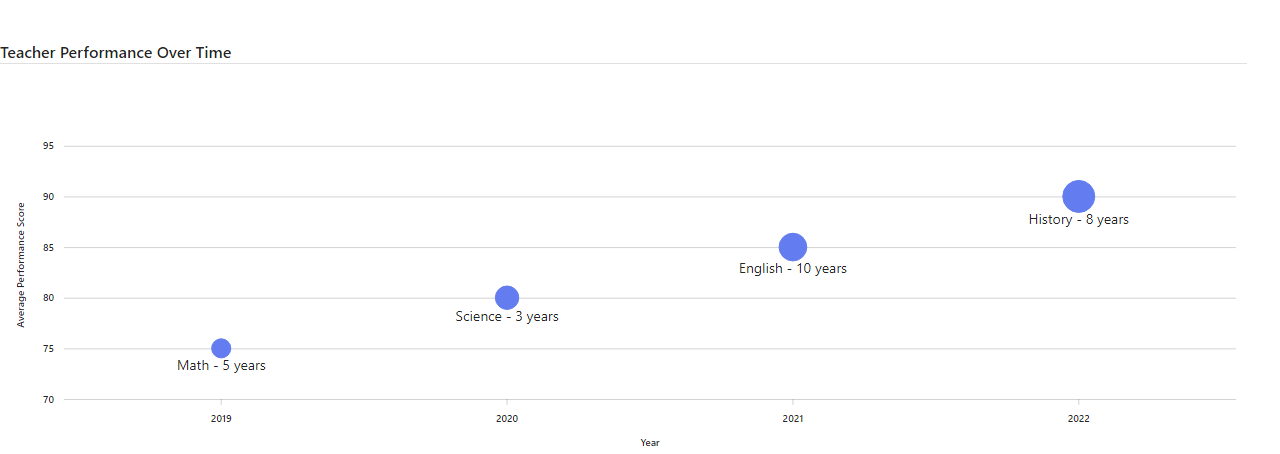 Teacher Performance Over Time
95
90
85
80
75
70
Average Performance Score
History - 8 years
English - 10 years
Science - 3 years
Math - 5 years
2019 2020 2021 2022
Year